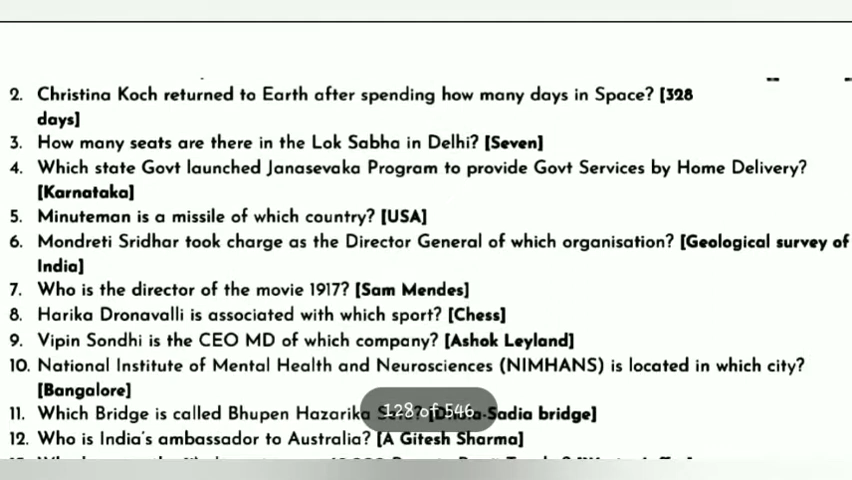 2. Christina Koch returned to Earth after spending how many days in Space? [328
days]
3. How many seats are there in the Lok Sabha in Delhi? [Seven]
4. Which state Govt launched Janasevaka Program to provide Govt Services by Home Delivery?
[Karnataka]
5. Minuteman is a missile of which country? [USA]
6. Mondreti Sridhar took charge as the Director General of which organisation? [Geological survey of
India]
7. Who is the director of the movie 1917? [Sam Mendes]
8. Harika Dronavalli is associated with which sport? [Chess]
9. Vipin Sondhi is the CEO MD of which company? [Ashok Leyland]
10. National Institute of Mental Health and Neurosciences (NIMHANS) is located in which city?
[Bangalore]
11. Which Bridge is called Bhupen Hazarika 128 of 546 -Sadia bridge]
12. Who is India's ambassador to Australia? [A Gitesh Sharma]